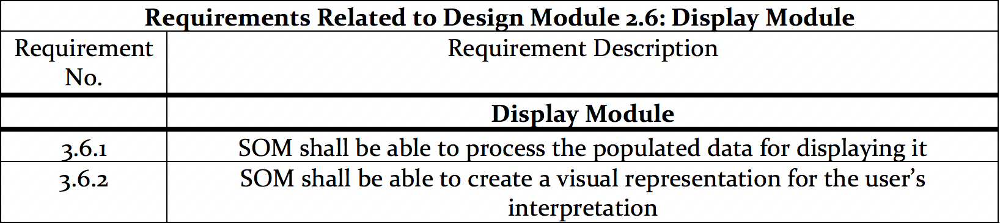 Requirements Related to Design Module 2.6: Display Module
Requirement No.
Requirement Description
Display Module
3.6.1 SOM shall be able to process the populated data for displaying it
3.6.2 SOM shall be able to create a visual representation for the user’s
interpretation